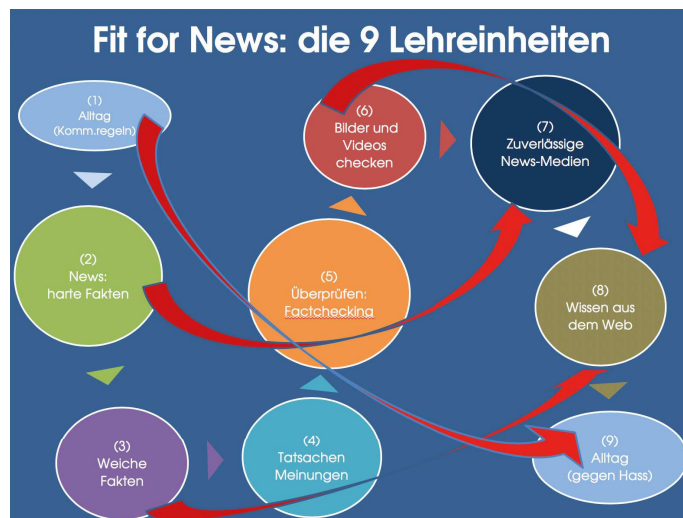 Fit for News: die 9 Lehreinheiten
(1)
Alltag
(Komm.regeln)
(2)
News:
harte Fakten
(3)
Weiche
Fakten
(4)
Tatsachen
Meinungen
(5)
Überprüfen:
Factchecking
(6)
Bilder und
Videos
checken
(7)
Zuverlässige
News-Medien
(8)
Wissen aus
dem Web
(9)
Alltag
(gegen Hass)